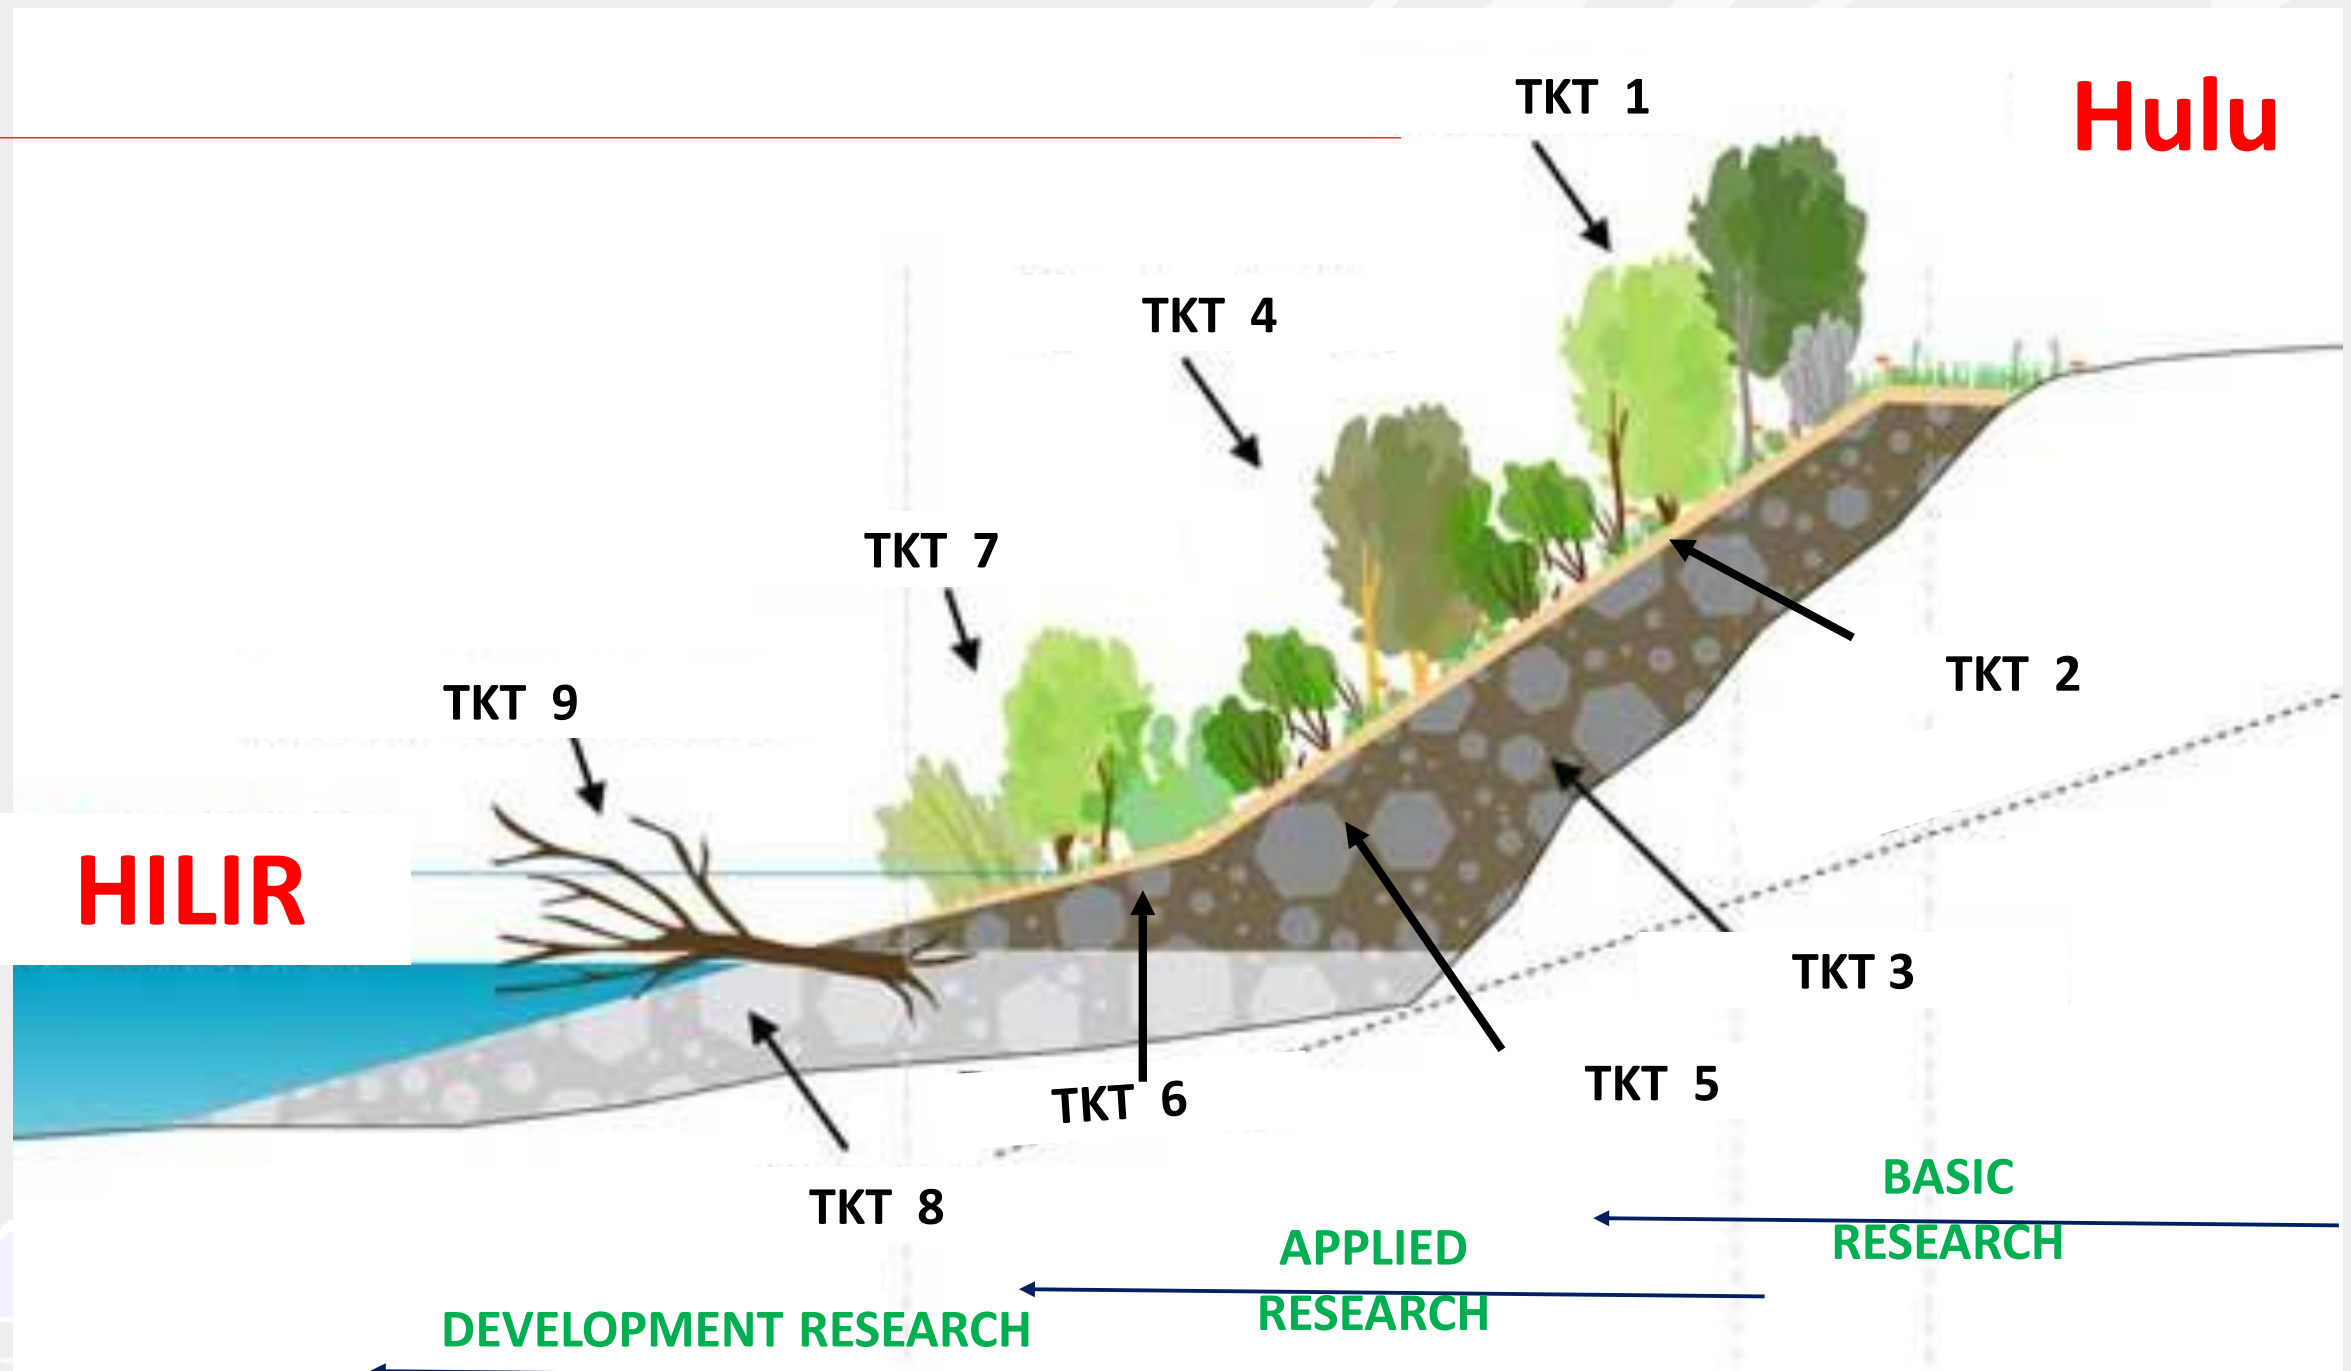 TKT 1
Hulu
TKT 4
TKT 7
TKT 2
TKT 9
HILIR
TKT 3
TKT 5
TKT 6
TKT 8
BASIC
RESEARCH
APPLIED
RESEARCH
DEVELOPMENT RESEARCH